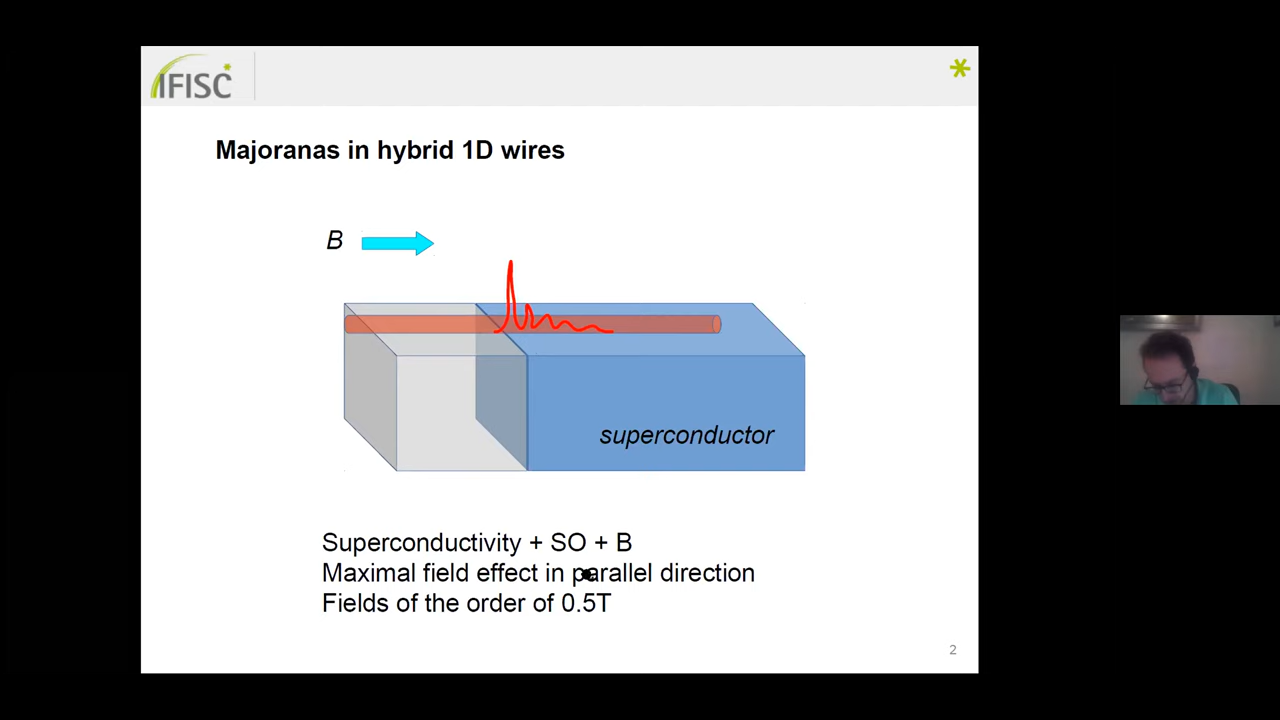 IFISC
Majoranas in hybrid 1D wires
B
superconductor
Superconductivity + SO + B
Maximal field effect in parallel direction
Fields of the order of 0.5T
2